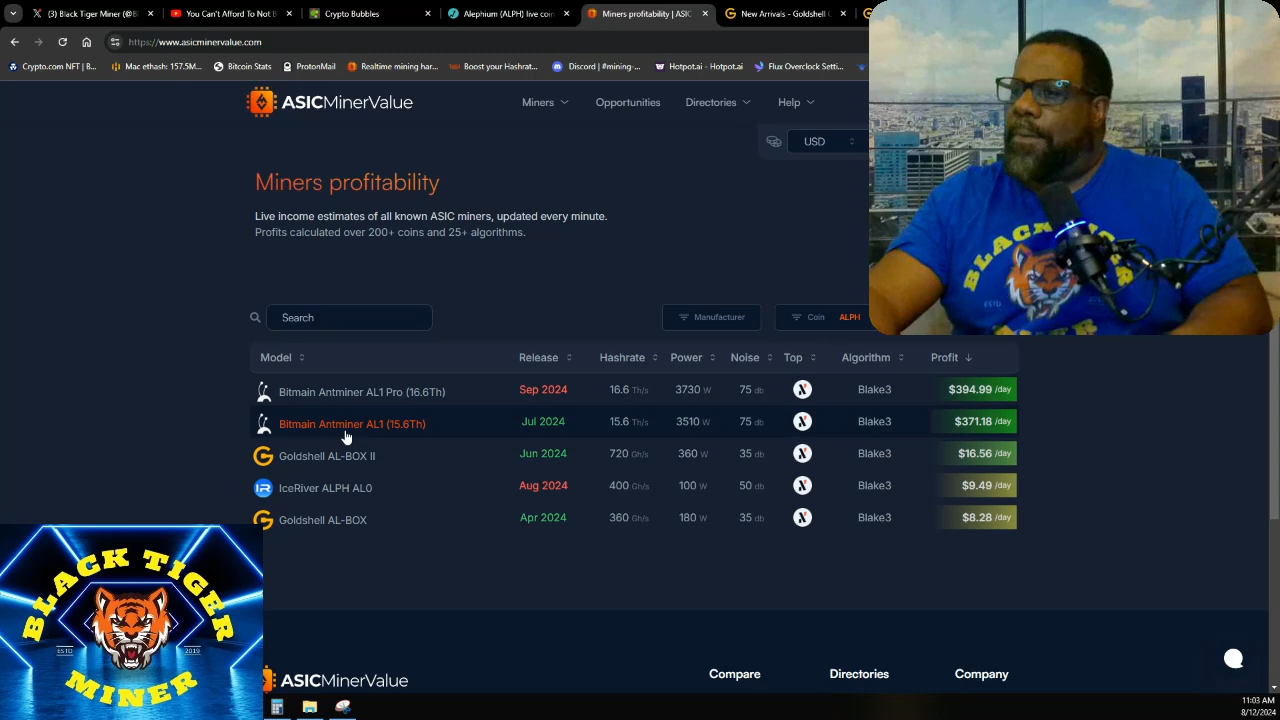 (3) Black Tiger Miner (@Bl
You Can't Afford To Not B
Crypto Bubbles
Alephium (ALPH) live coin
Miners profitability | ASIC
New Arrivals - Goldshell
https://www.asicminervalue.com
Crypto.com NFT | B...
Mac ethash: 157.5M...
Bitcoin Stats
ProtonMail
Realtime mining har...
Boost your Hashrat...
Discord | #mining-...
Hotpot.ai - Hotpot.ai
Flux Overclock Setti...
ASICMinerValue
Miners
Opportunities
Directories
Help
USD
Miners profitability
Live income estimates of all known ASIC miners, updated every minute.
Profits calculated over 200+ coins and 25+ algorithms.
Search
Manufacturer
Coin ALPH
Model Release Hashrate Power Noise Top Algorithm Profit
Bitmain Antminer AL1 Pro (16.6Th) Sep 2024 16.6 Th/s 3730 W 75 db Blake3 $394.99 /day
Bitmain Antminer AL1 (15.6Th) Jul 2024 15.6 Th/s 3510 W 75 db Blake3 $371.18 /day
Goldshell AL-BOX II Jun 2024 720 Gh/s 360 W 35 db Blake3 $16.56 /day
IR IceRiver ALPH AL0 Aug 2024 400 Gh/s 100 W 50 db Blake3 $9.49 /day
Goldshell AL-BOX Apr 2024 360 Gh/s 180 W 35 db Blake3 $8.28 /day
BLACK TIGER
ESTD 2019
MINER
ASICMinerValue
Compare
Directories
Company
11:03 AM
8/12/2024